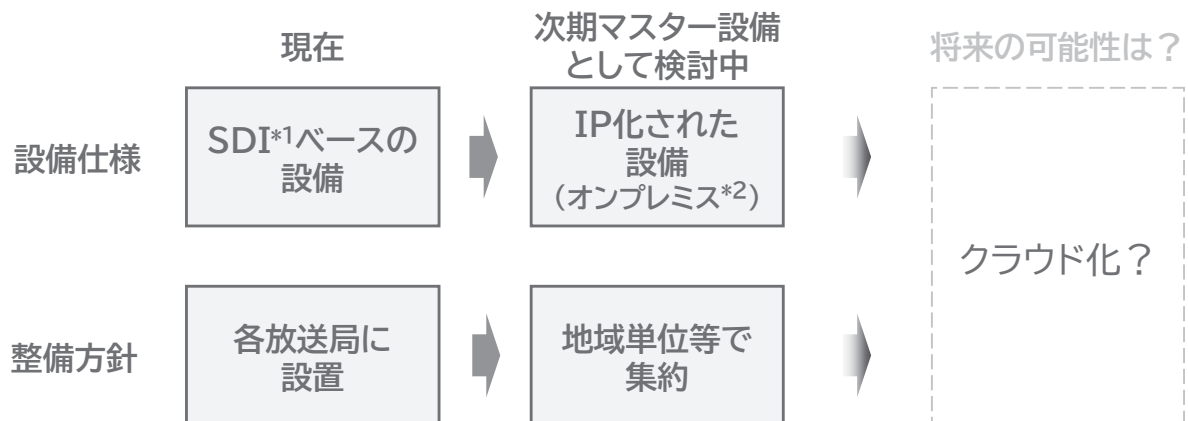 現在
次期マスター設備
として検討中
将来の可能性は？
設備仕様
SDI*1ベースの
設備
IP化された
設備
（オンプレミス*2）
クラウド化？
整備方針
各放送局に
設置
地域単位等で
集約